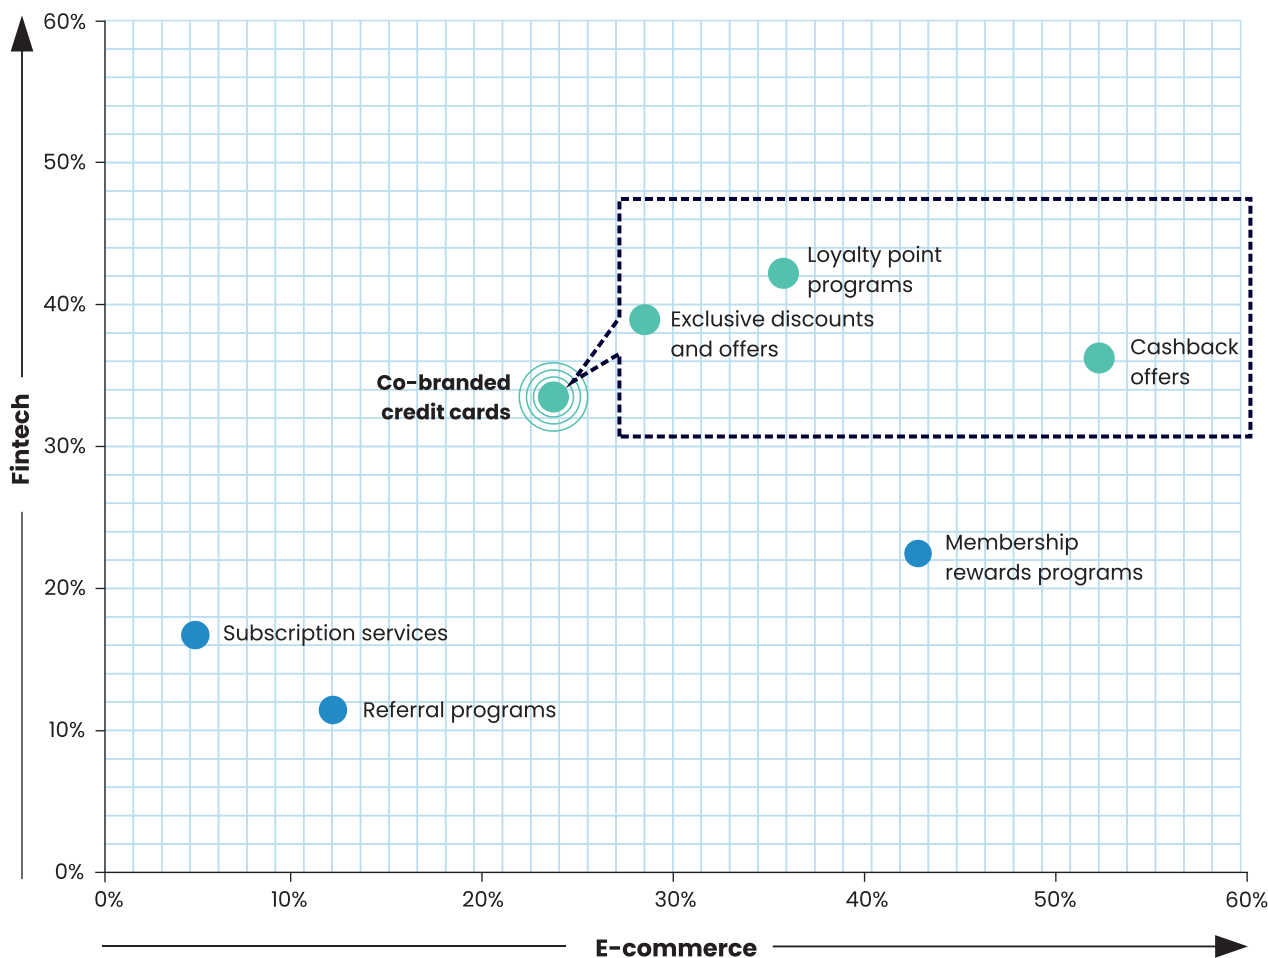 60%
50%
40%
30%
20%
10%
0%
Fintech
Loyalty point
programs
Exclusive discounts
and offers
Cashback
offers
Co-branded
credit cards
Membership
rewards programs
Subscription services
Referral programs
0%
10%
20%
30%
40%
50%
60%
E-commerce